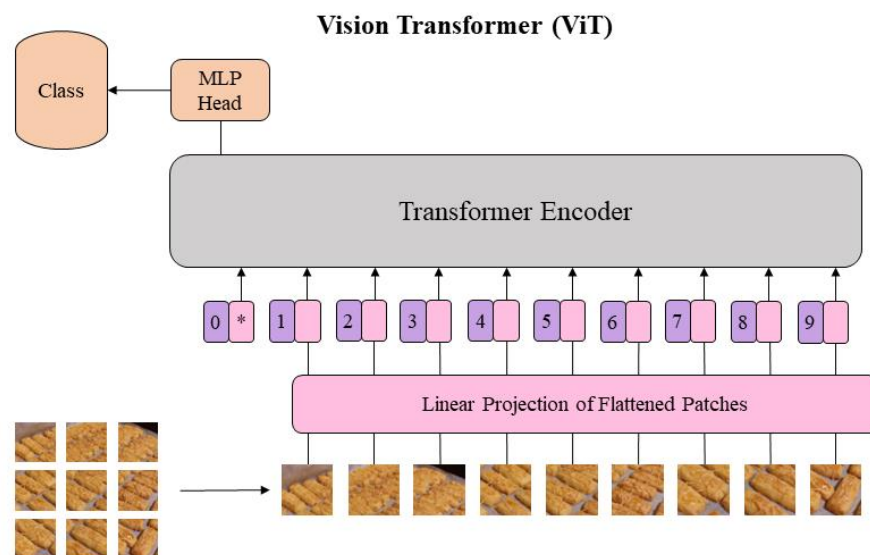 Vision Transformer (ViT)
Class
MLP
Head
Transformer Encoder
0 * 1 2 3 4 5 6 7 8 9
Linear Projection of Flattened Patches